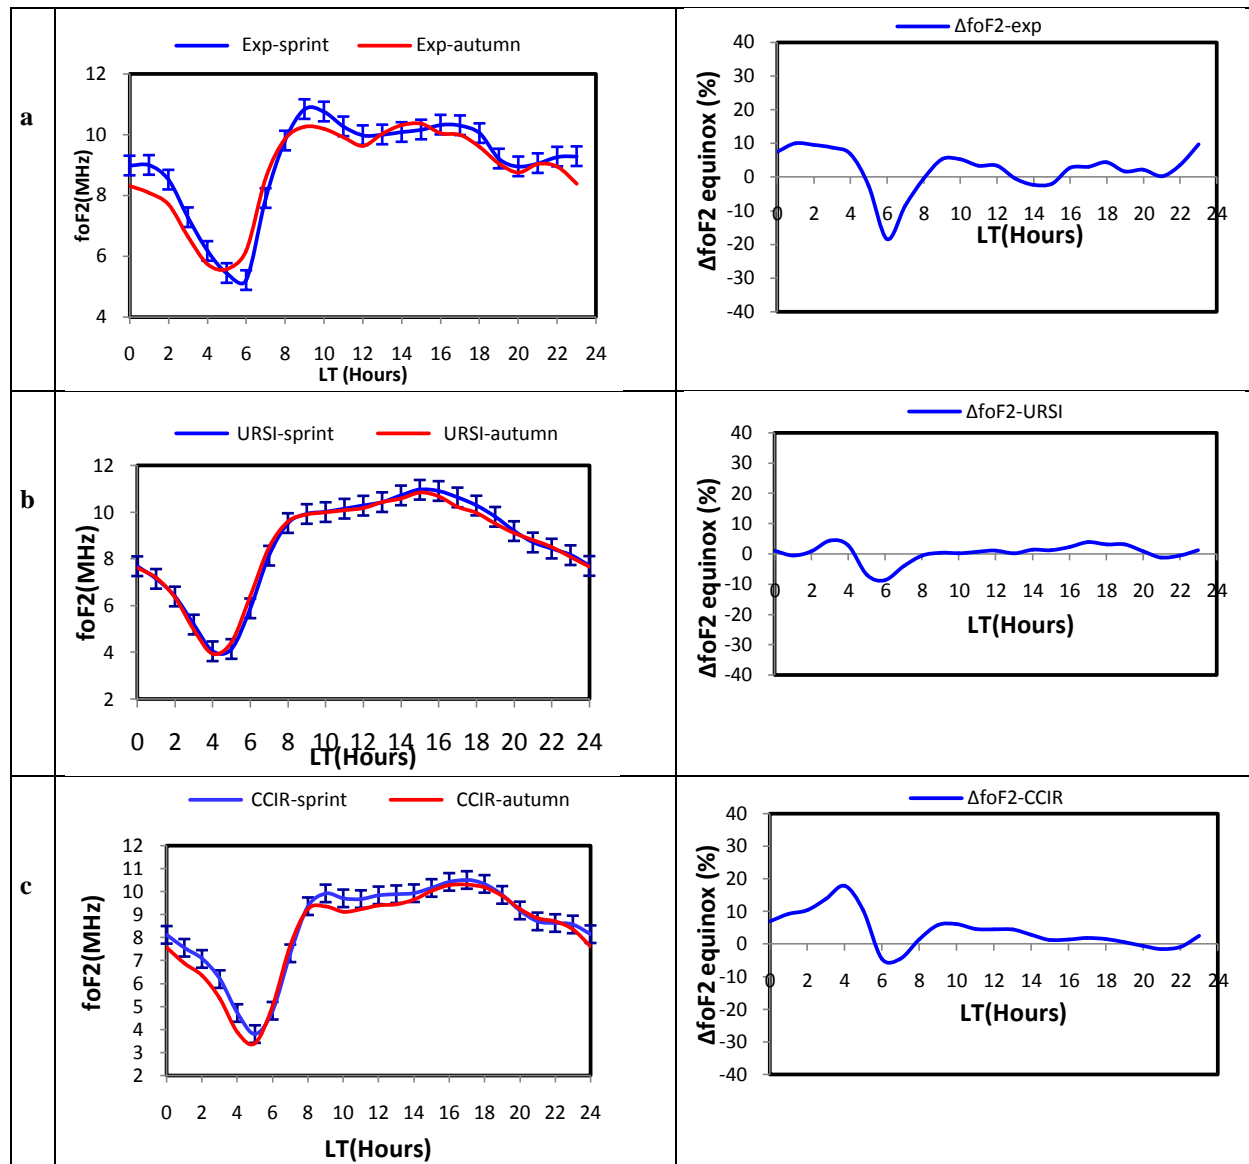 a
Exp-sprint Exp-autumn
foF2(MHz)
12
10
8
6
4
0 2 4 6 8 10 12 14 16 18 20 22 24
LT (Hours)
ΔfoF2-exp
ΔfoF2 equinox (%)
40
30
20
10
0
-10
-20
-30
-40
0 2 4 6 8 10 12 14 16 18 20 22 24
LT(Hours)
b
URSI-sprint URSI-autumn
foF2(MHz)
12
10
8
6
4
2
0 2 4 6 8 10 12 14 16 18 20 22 24
LT(Hours)
ΔfoF2-URSI
ΔfoF2 equinox (%)
40
30
20
10
0
-10
-20
-30
-40
0 2 4 6 8 10 12 14 16 18 20 22 24
LT(Hours)
c
CCIR-sprint CCIR-autumn
foF2(MHz)
12
11
10
9
8
7
6
5
4
3
2
0 2 4 6 8 10 12 14 16 18 20 22 24
LT(Hours)
ΔfoF2-CCIR
ΔfoF2 equinox (%)
40
30
20
10
0
-10
-20
-30
-40
0 2 4 6 8 10 12 14 16 18 20 22 24
LT(Hours)